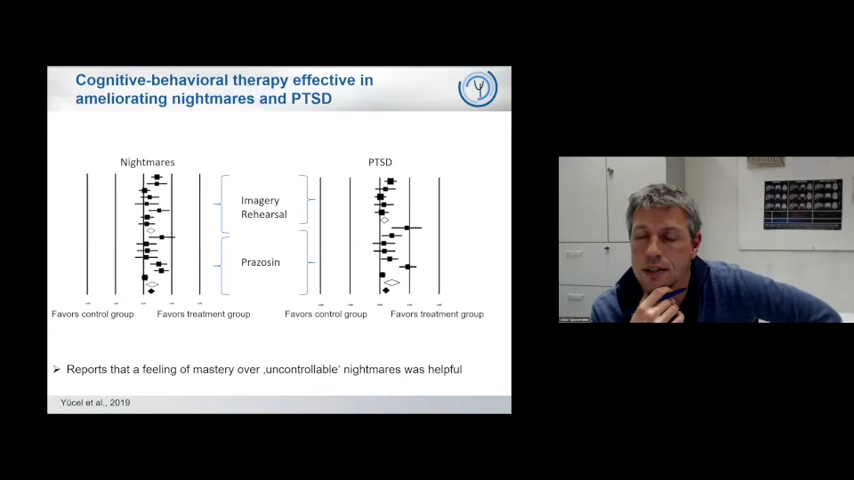 Cognitive-behavioral therapy effective in
ameliorating nightmares and PTSD
Nightmares
PTSD
Imagery
Rehearsal
Prazosin
Favors control group
Favors treatment group
Favors control group
Favors treatment group
➢ Reports that a feeling of mastery over ‚uncontrollable‘ nightmares was helpful
Yücel et al., 2019